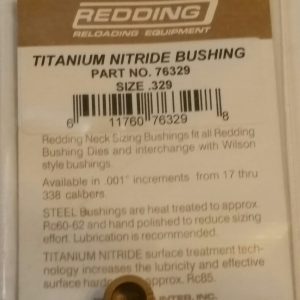 REDDING
RELOADING EQUIPMENT
TITANIUM NITRIDE BUSHING
PART NO. 76329
SIZE .329
6 11760 76329 8
Redding Neck Sizing Bushings fit all Redding
Bushing Dies and interchange with Wilson
style bushings.
Available in .001" increments from 17 thru
338 calibers.
STEEL Bushings are heat treated to approx.
Rc60-62 and hand polished to reduce sizing
effort. Lubrication is recommended.
TITANIUM NITRIDE surface treatment tech-
nology increases the lubricity and effective
surface approx. Rc85.
INC.